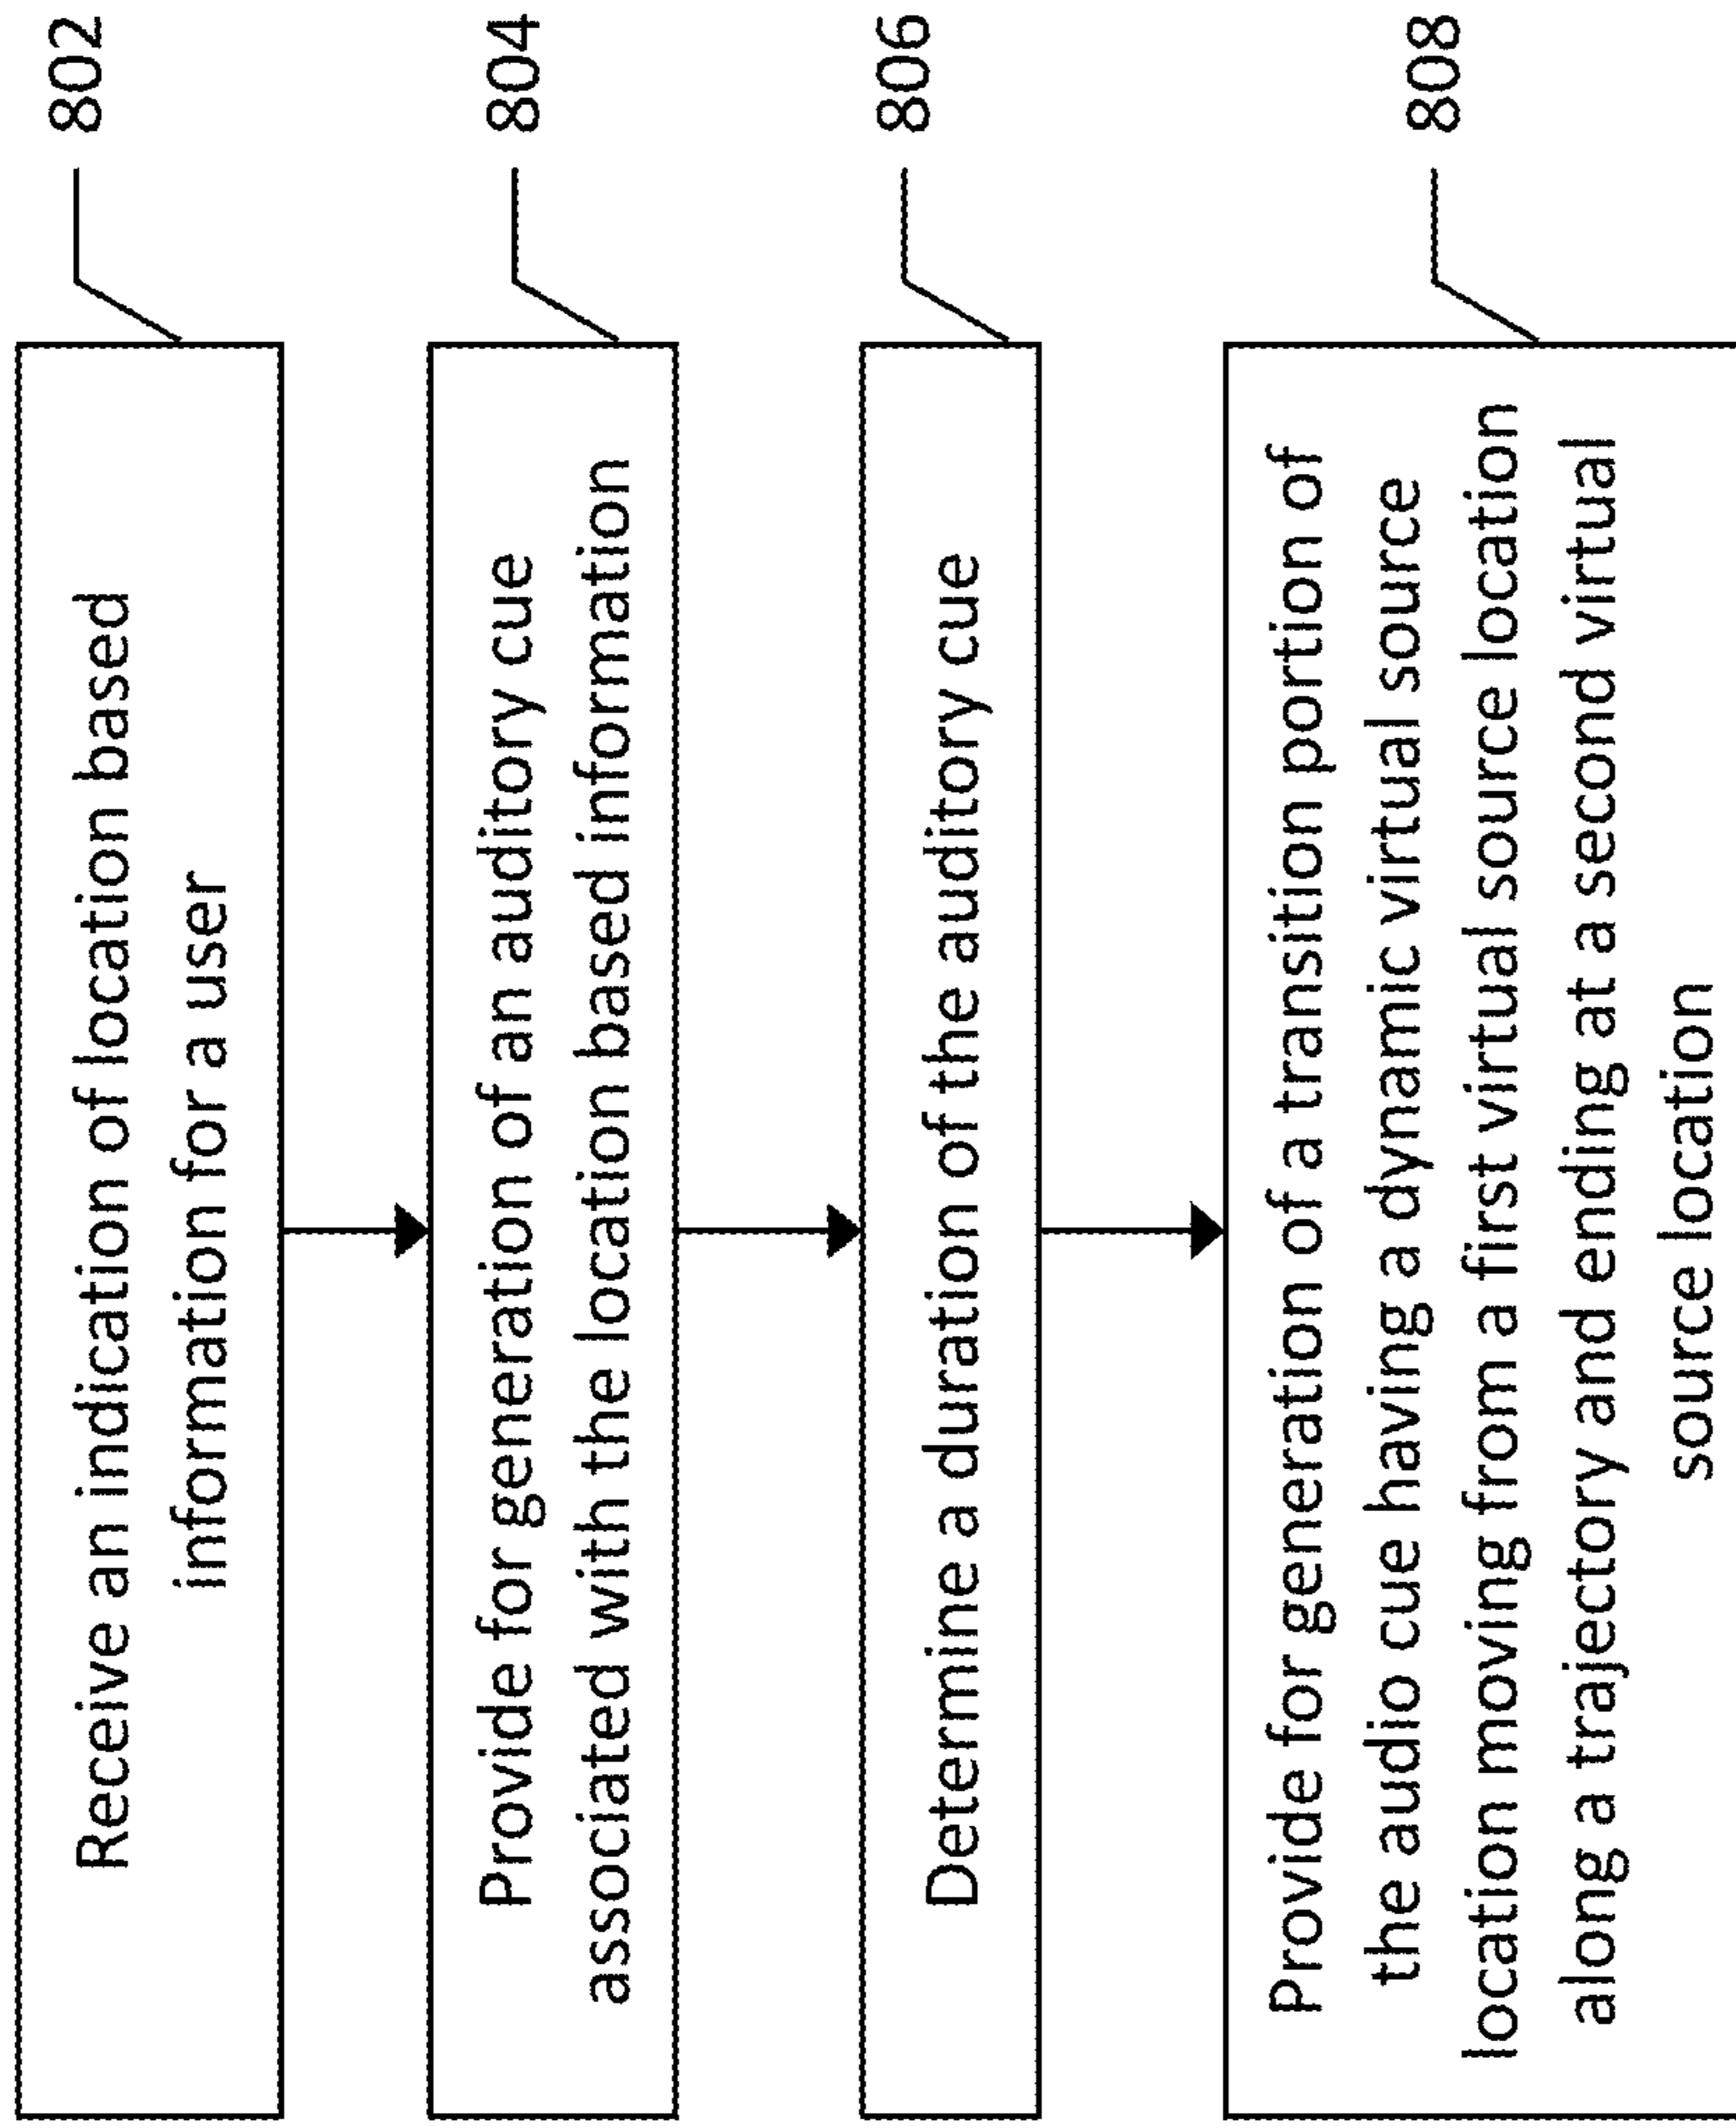 Receive an indication of location based
information for a user
802
Provide for generation of an auditory cue
associated with the location based information
804
Determine a duration of the auditory cue
806
Provide for generation of a transition portion of
the audio cue having a dynamic virtual source
location moving from a first virtual source location
along a trajectory and ending at a second virtual
source location
808